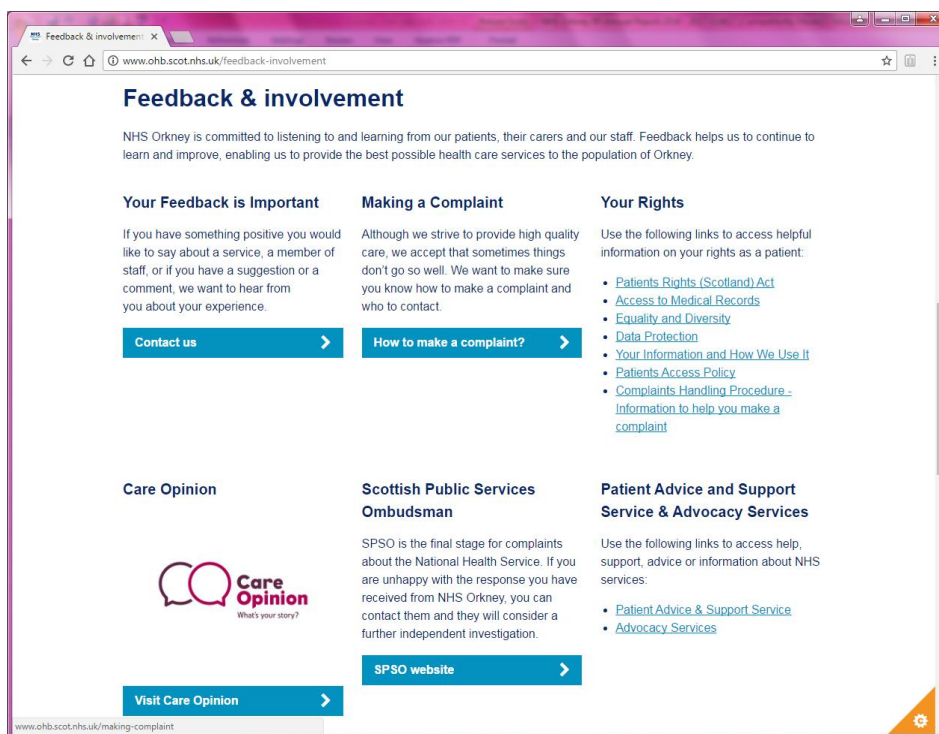 Feedback & involvement
www.ohb.scot.nhs.uk/feedback-involvement
Feedback & involvement
NHS Orkney is committed to listening to and learning from our patients, their carers and our staff. Feedback helps us to continue to
learn and improve, enabling us to provide the best possible health care services to the population of Orkney.
Your Feedback is Important
If you have something positive you would
like to say about a service, a member of
staff, or if you have a suggestion or a
comment, we want to hear from
you about your experience.
Contact us
Making a Complaint
Although we strive to provide high quality
care, we accept that sometimes things
don't go so well. We want to make sure
you know how to make a complaint and
who to contact.
How to make a complaint?
Your Rights
Use the following links to access helpful
information on your rights as a patient:
• Patients Rights (Scotland) Act
• Access to Medical Records
• Equality and Diversity
• Data Protection
• Your Information and How We Use It
• Patients Access Policy
• Complaints Handling Procedure -
Information to help you make a
complaint
Care Opinion
Care
Opinion
What's your story?
Visit Care Opinion
Scottish Public Services
Ombudsman
SPSO is the final stage for complaints
about the National Health Service. If you
are unhappy with the response you have
received from NHS Orkney, you can
contact them and they will consider a
further independent investigation.
SPSO website
Patient Advice and Support
Service & Advocacy Services
Use the following links to access help,
support, advice or information about NHS
services:
• Patient Advice & Support Service
• Advocacy Services
www.ohb.scot.nhs.uk/making-complaint